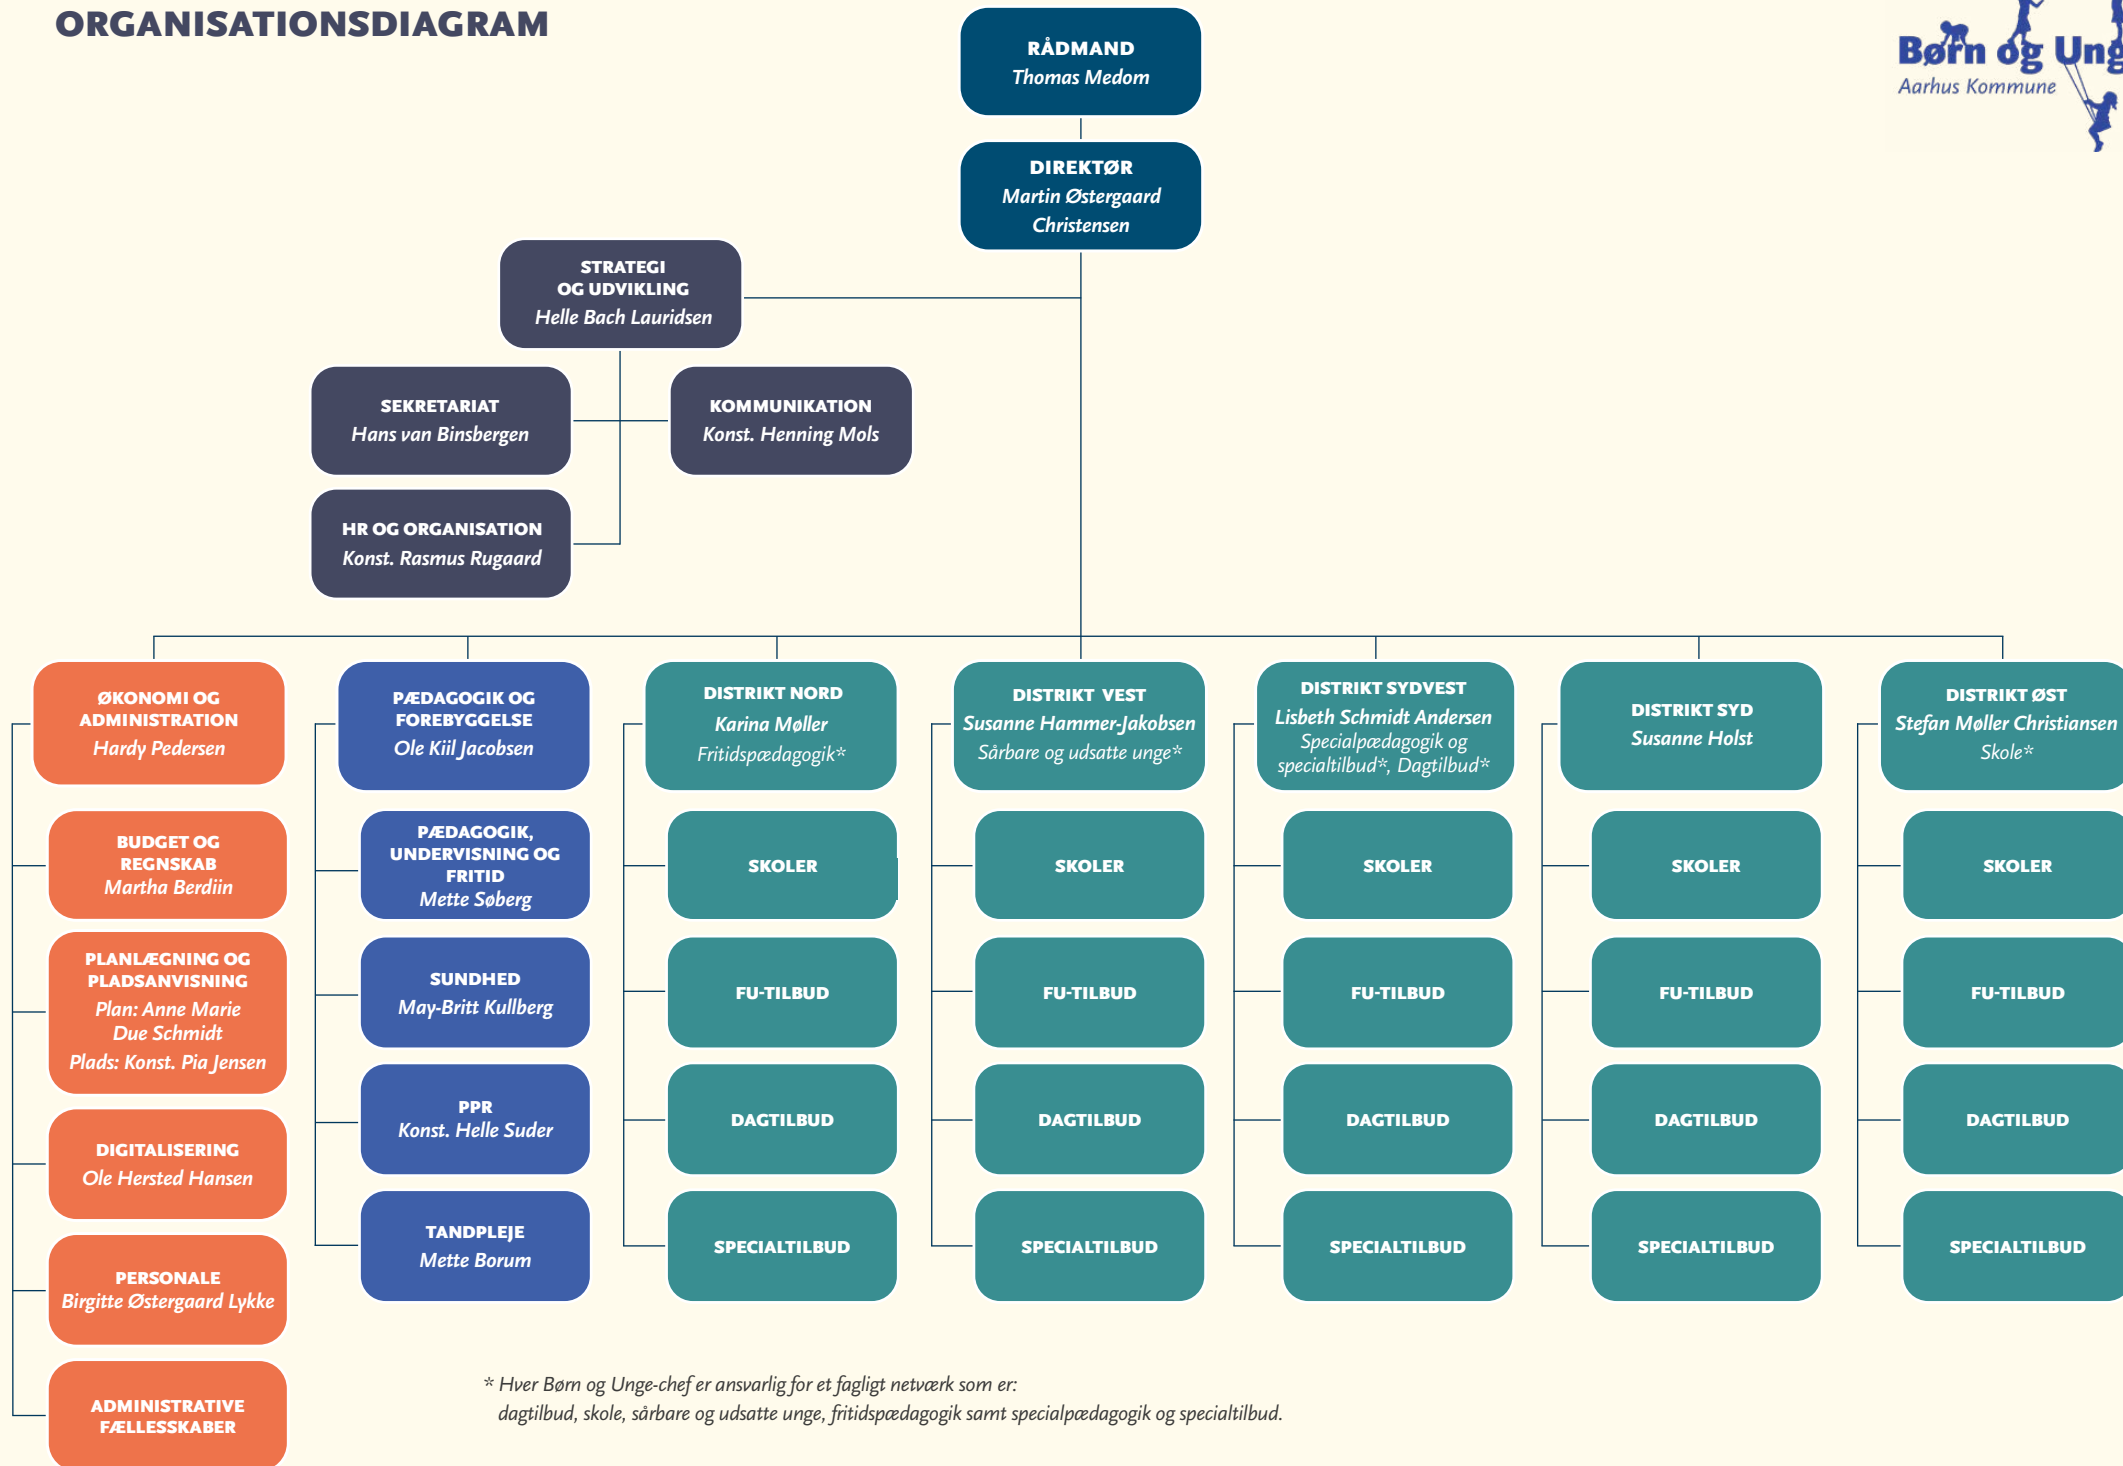 ORGANISATIONSDIAGRAM
Børn og Ung
Aarhus Kommune
RÅDMAND
Thomas Medom
DIREKTØR
Martin Østergaard
Christensen
STRATEGI
OG UDVIKLING
Helle Bach Lauridsen
SEKRETARIAT
Hans van Binsbergen
KOMMUNIKATION
Konst. Henning Mols
HR OG ORGANISATION
Konst. Rasmus Rugaard
ØKONOMI OG
ADMINISTRATION
Hardy Pedersen
BUDGET OG
REGNSKAB
Martha Berdiin
PLANLÆGNING OG
PLADSANVISNING
Plan: Anne Marie
Due Schmidt
Plads: Konst. Pia Jensen
DIGITALISERING
Ole Hersted Hansen
PERSONALE
Birgitte Østergaard Lykke
ADMINISTRATIVE
FÆLLESSKABER
PÆDAGOGIK OG
FOREBYGGELSE
Ole Kiil Jacobsen
PÆDAGOGIK,
UNDERVISNING OG
FRITID
Mette Søberg
SUNDHED
May-Britt Kullberg
PPR
Konst. Helle Suder
TANDPLEJE
Mette Borum
DISTRIKT NORD
Karina Møller
Fritidspædagogik*
SKOLER
FU-TILBUD
DAGTILBUD
SPECIALTILBUD
DISTRIKT VEST
Susanne Hammer-Jakobsen
Sårbare og udsatte unge*
SKOLER
FU-TILBUD
DAGTILBUD
SPECIALTILBUD
DISTRIKT SYDVEST
Lisbeth Schmidt Andersen
Specialpædagogik og
specialtilbud*, Dagtilbud*
SKOLER
FU-TILBUD
DAGTILBUD
SPECIALTILBUD
DISTRIKT SYD
Susanne Holst
SKOLER
FU-TILBUD
DAGTILBUD
SPECIALTILBUD
DISTRIKT ØST
Stefan Møller Christiansen
Skole*
SKOLER
FU-TILBUD
DAGTILBUD
SPECIALTILBUD
* Hver Børn og Unge-chef er ansvarlig for et fagligt netværk som er:
dagtilbud, skole, sårbare og udsatte unge, fritidspædagogik samt specialpædagogik og specialtilbud.